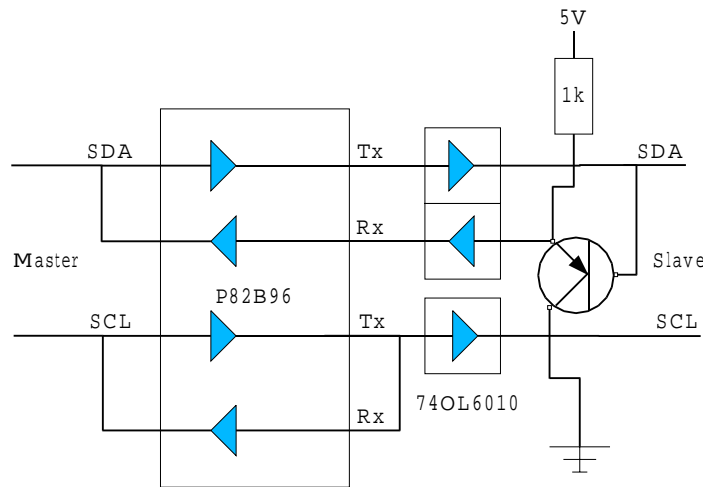 5V
1k
SDA
Tx
SDA
Rx
Master
Slave
P82B96
SCL
Tx
SCL
74OL6010
Rx